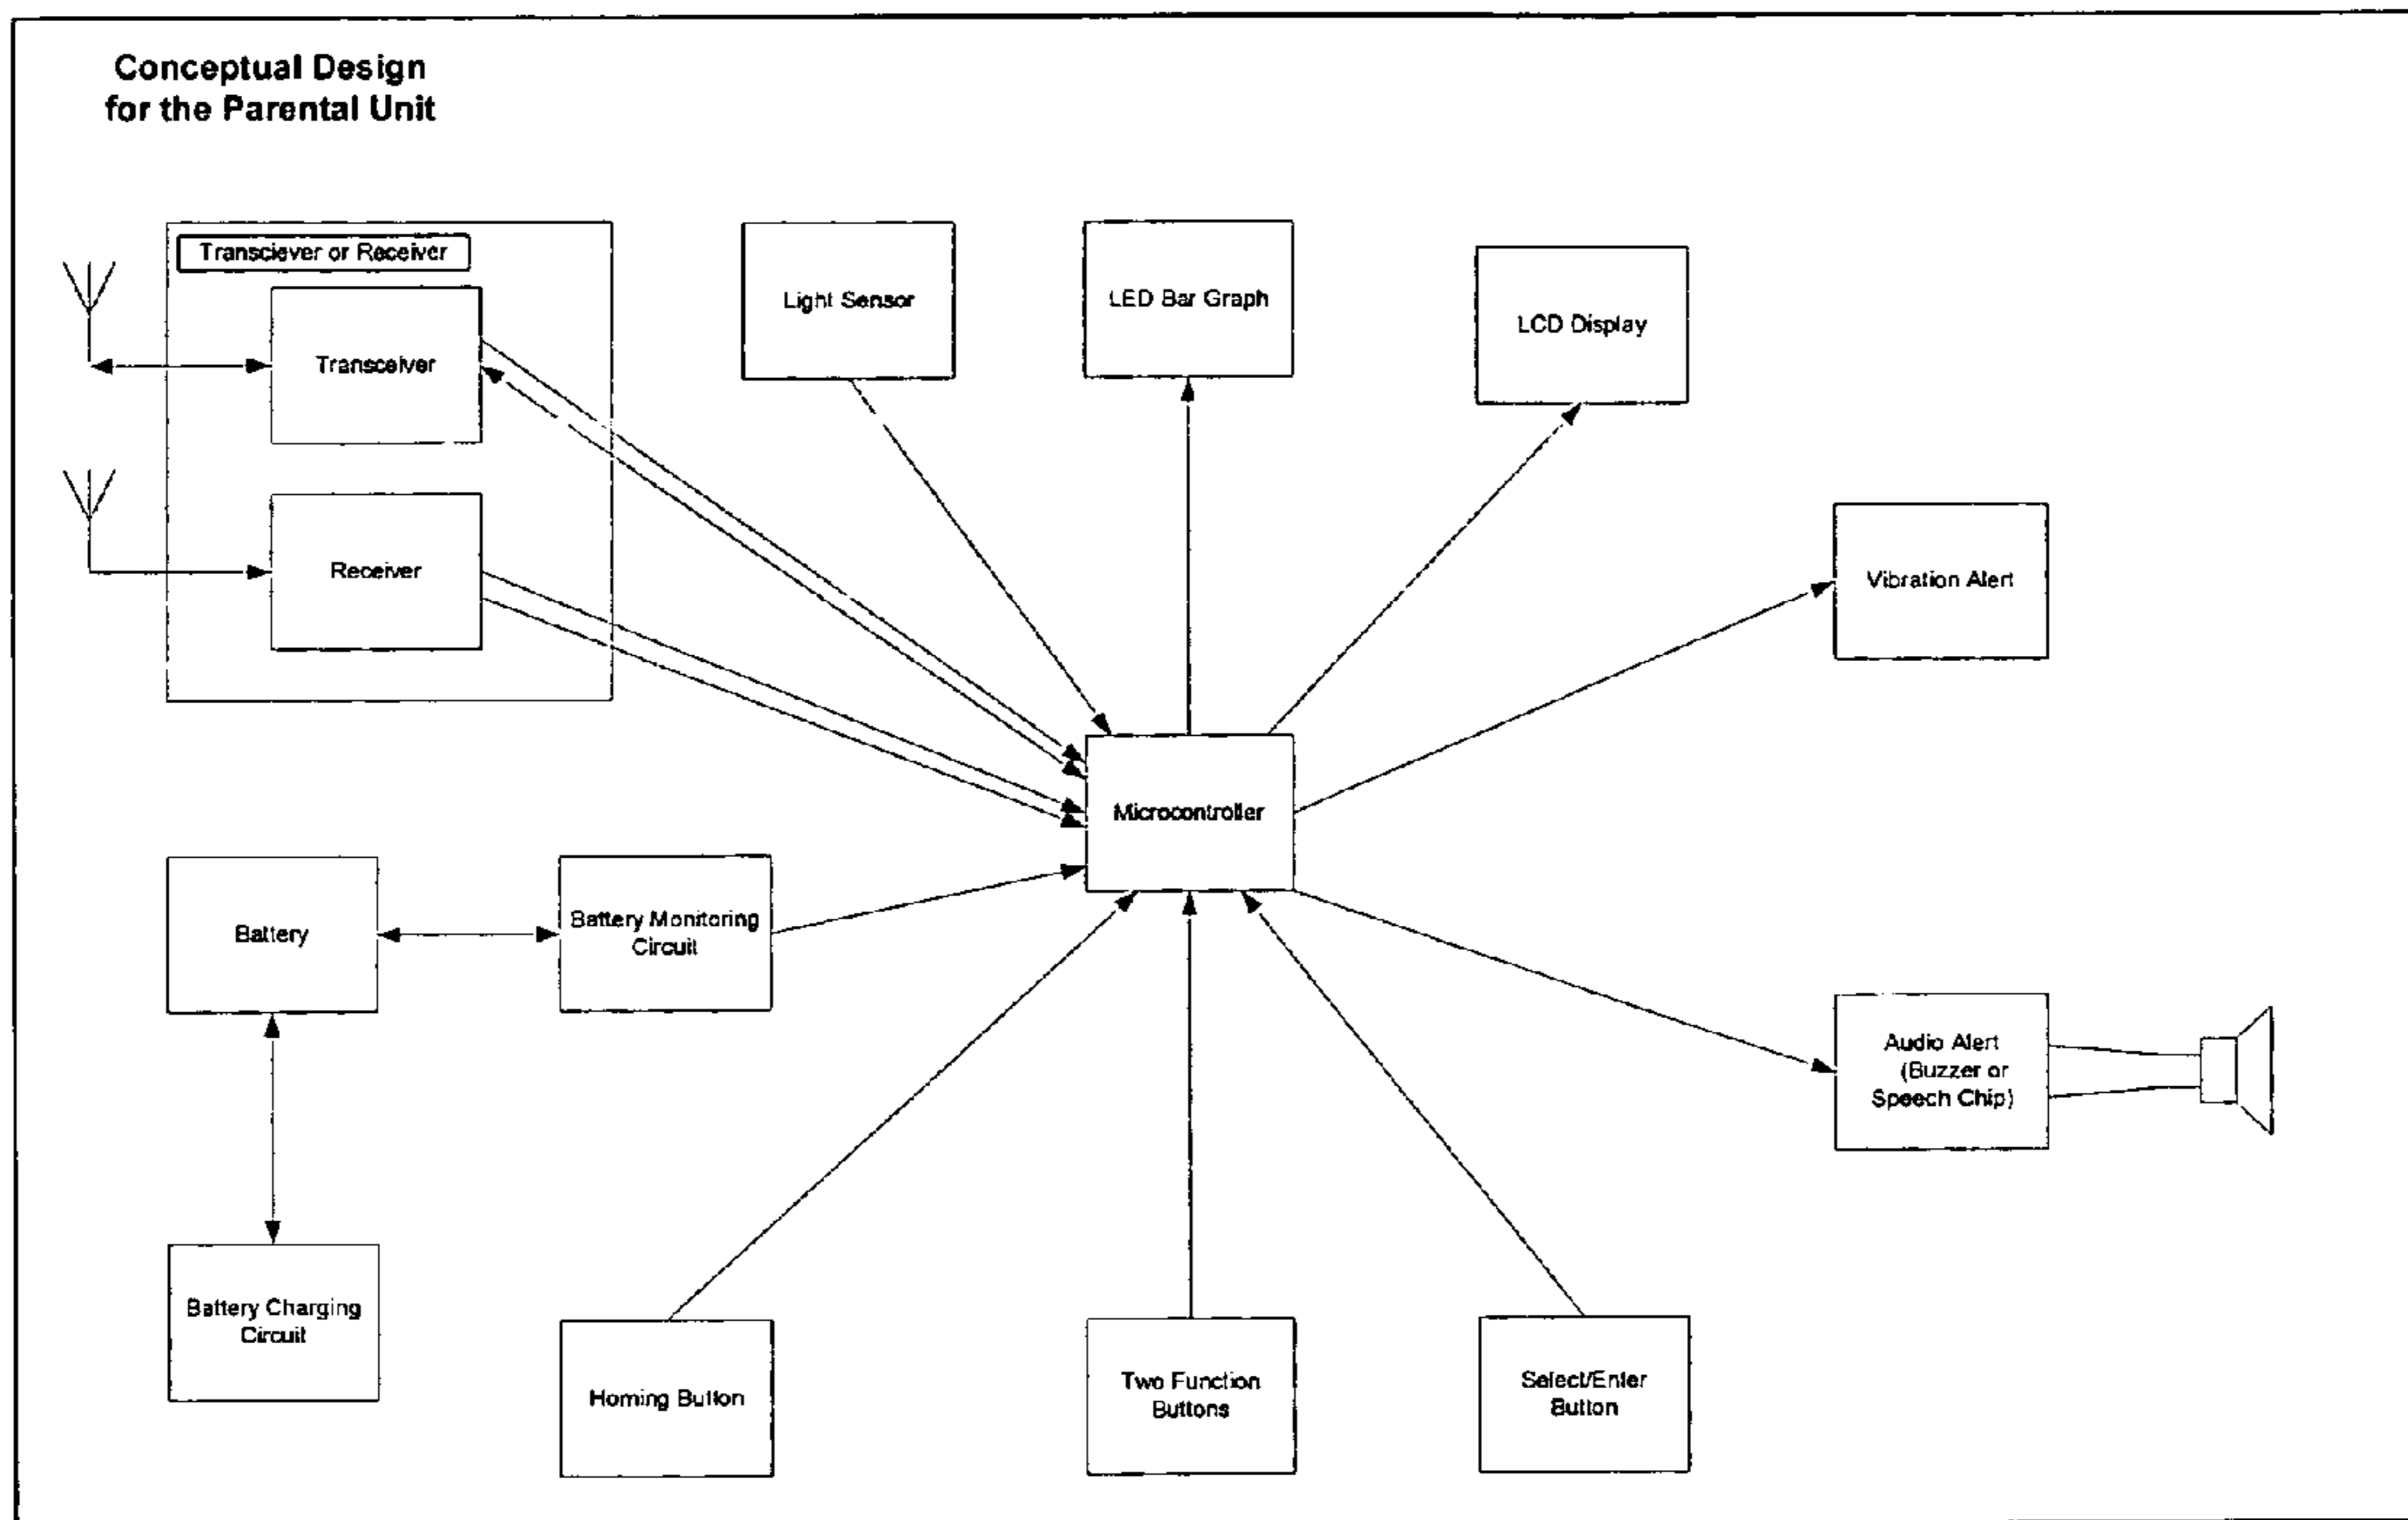 Conceptual Design
for the Parental Unit
Transciever or Receiver
Transceiver
Light Sensor
LED Bar Graph
LCD Display
Receiver
Vibration Alert
Microcontroller
Battery
Battery Monitoring
Circuit
Audio Alert
(Buzzer or
Speech Chip)
Battery Charging
Circuit
Homing Button
Two Function
Buttons
Select/Enter
Button